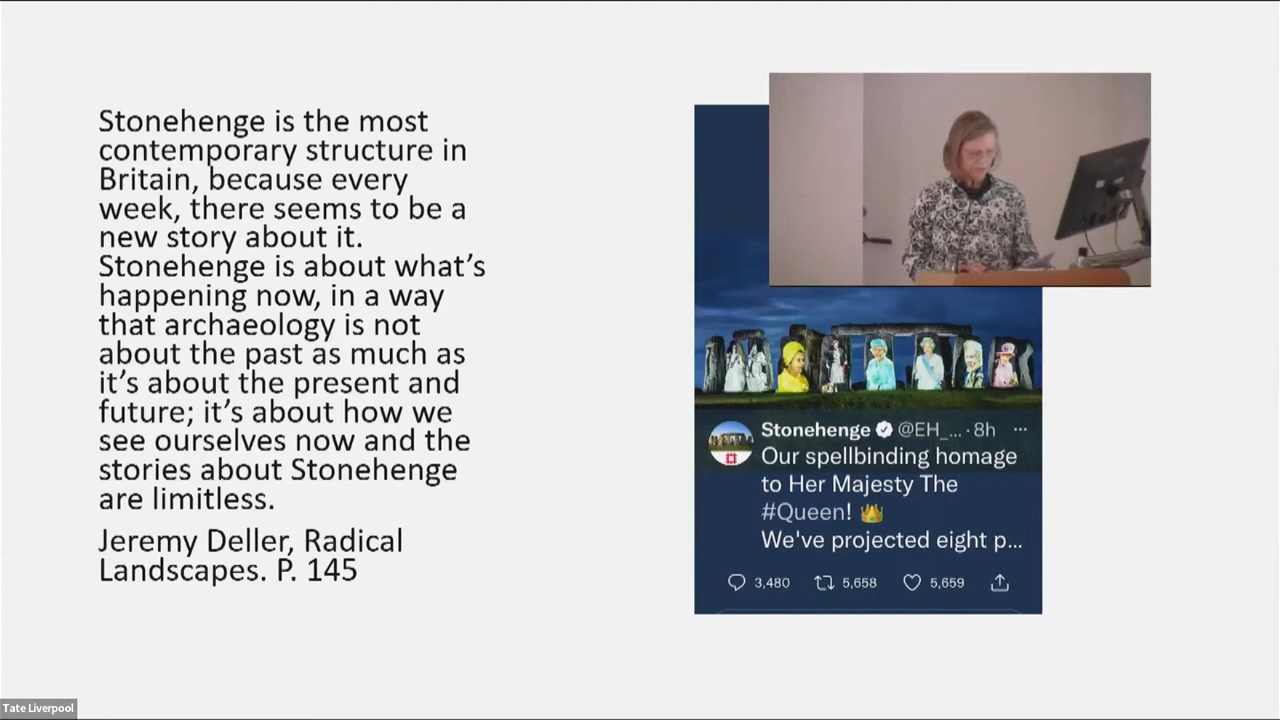 Stonehenge is the most
contemporary structure in
Britain, because every
week, there seems to be a
new story about it.
Stonehenge is about what’s
happening now, in a way
that archaeology is not
about the past as much as
it’s about the present and
future; it’s about how we
see ourselves now and the
stories about Stonehenge
are limitless.
Jeremy Deller, Radical
Landscapes. P. 145
Stonehenge @EH_... · 8h ···
Our spellbinding homage
to Her Majesty The
#Queen! 👑
We've projected eight p...
3,480 5,658 5,659
Tate Liverpool